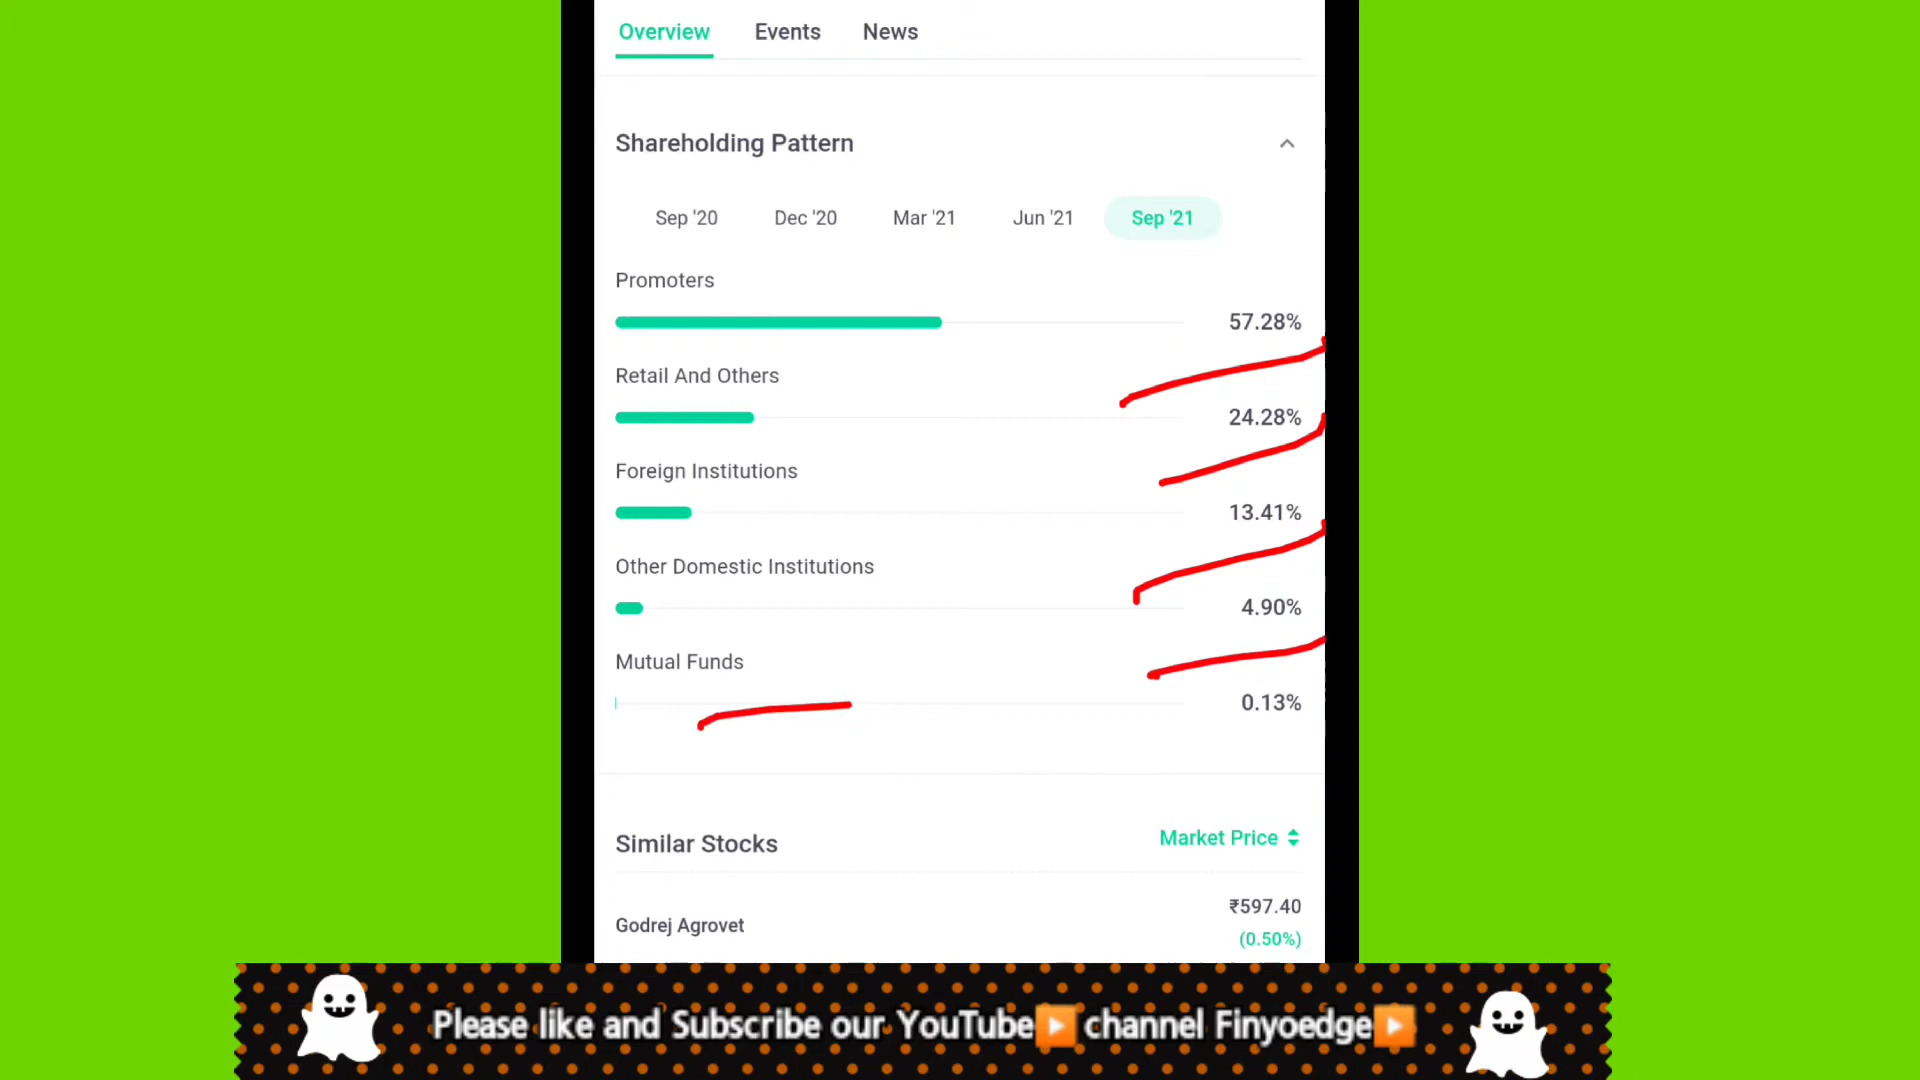 Overview Events News
Shareholding Pattern
Sep '20 Dec '20 Mar '21 Jun '21 Sep '21
Promoters
57.28%
Retail And Others
24.28%
Foreign Institutions
13.41%
Other Domestic Institutions
4.90%
Mutual Funds
0.13%
Similar Stocks Market Price
Godrej Agrovet ₹597.40
(0.50%)
Please like and Subscribe our YouTube▶️ channel Finyoedge▶️